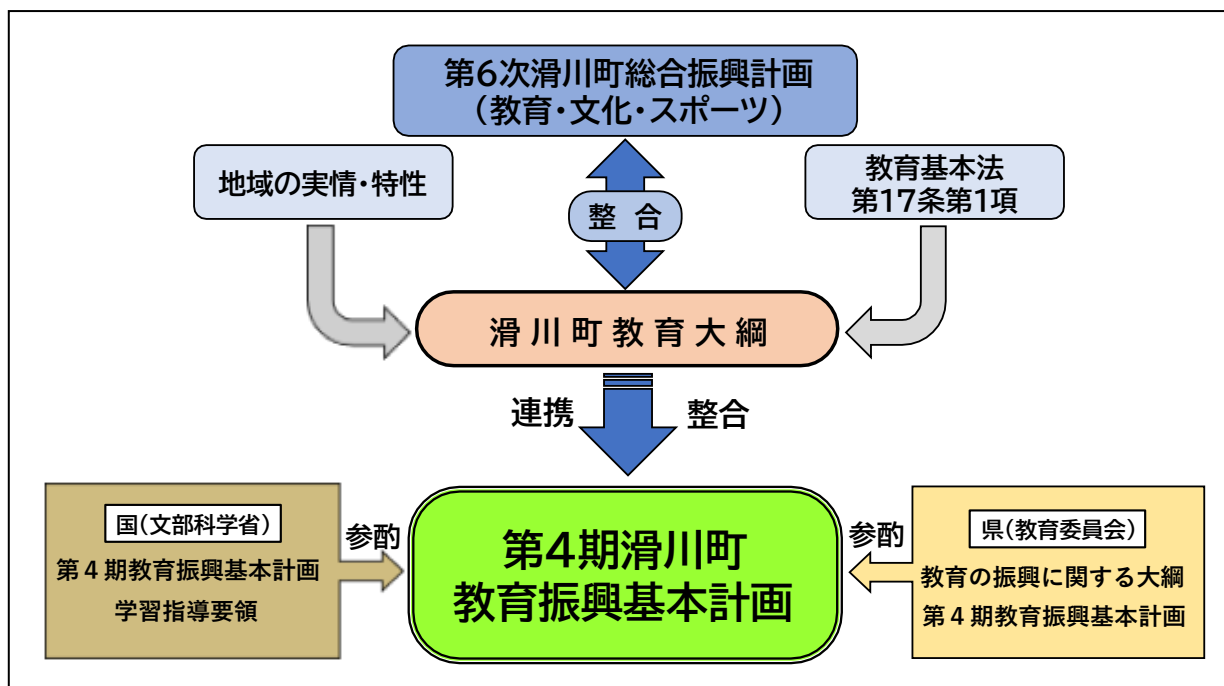 第6次滑川町総合振興計画
（教育・文化・スポーツ）
地域の実情・特性
整 合
教育基本法
第17条第1項
滑 川 町 教 育 大 綱
連携
整合
国（文部科学省）
第４期教育振興基本計画
学習指導要領
参酌
第4期滑川町
教育振興基本計画
参酌
県（教育委員会）
教育の振興に関する大綱
第４期教育振興基本計画